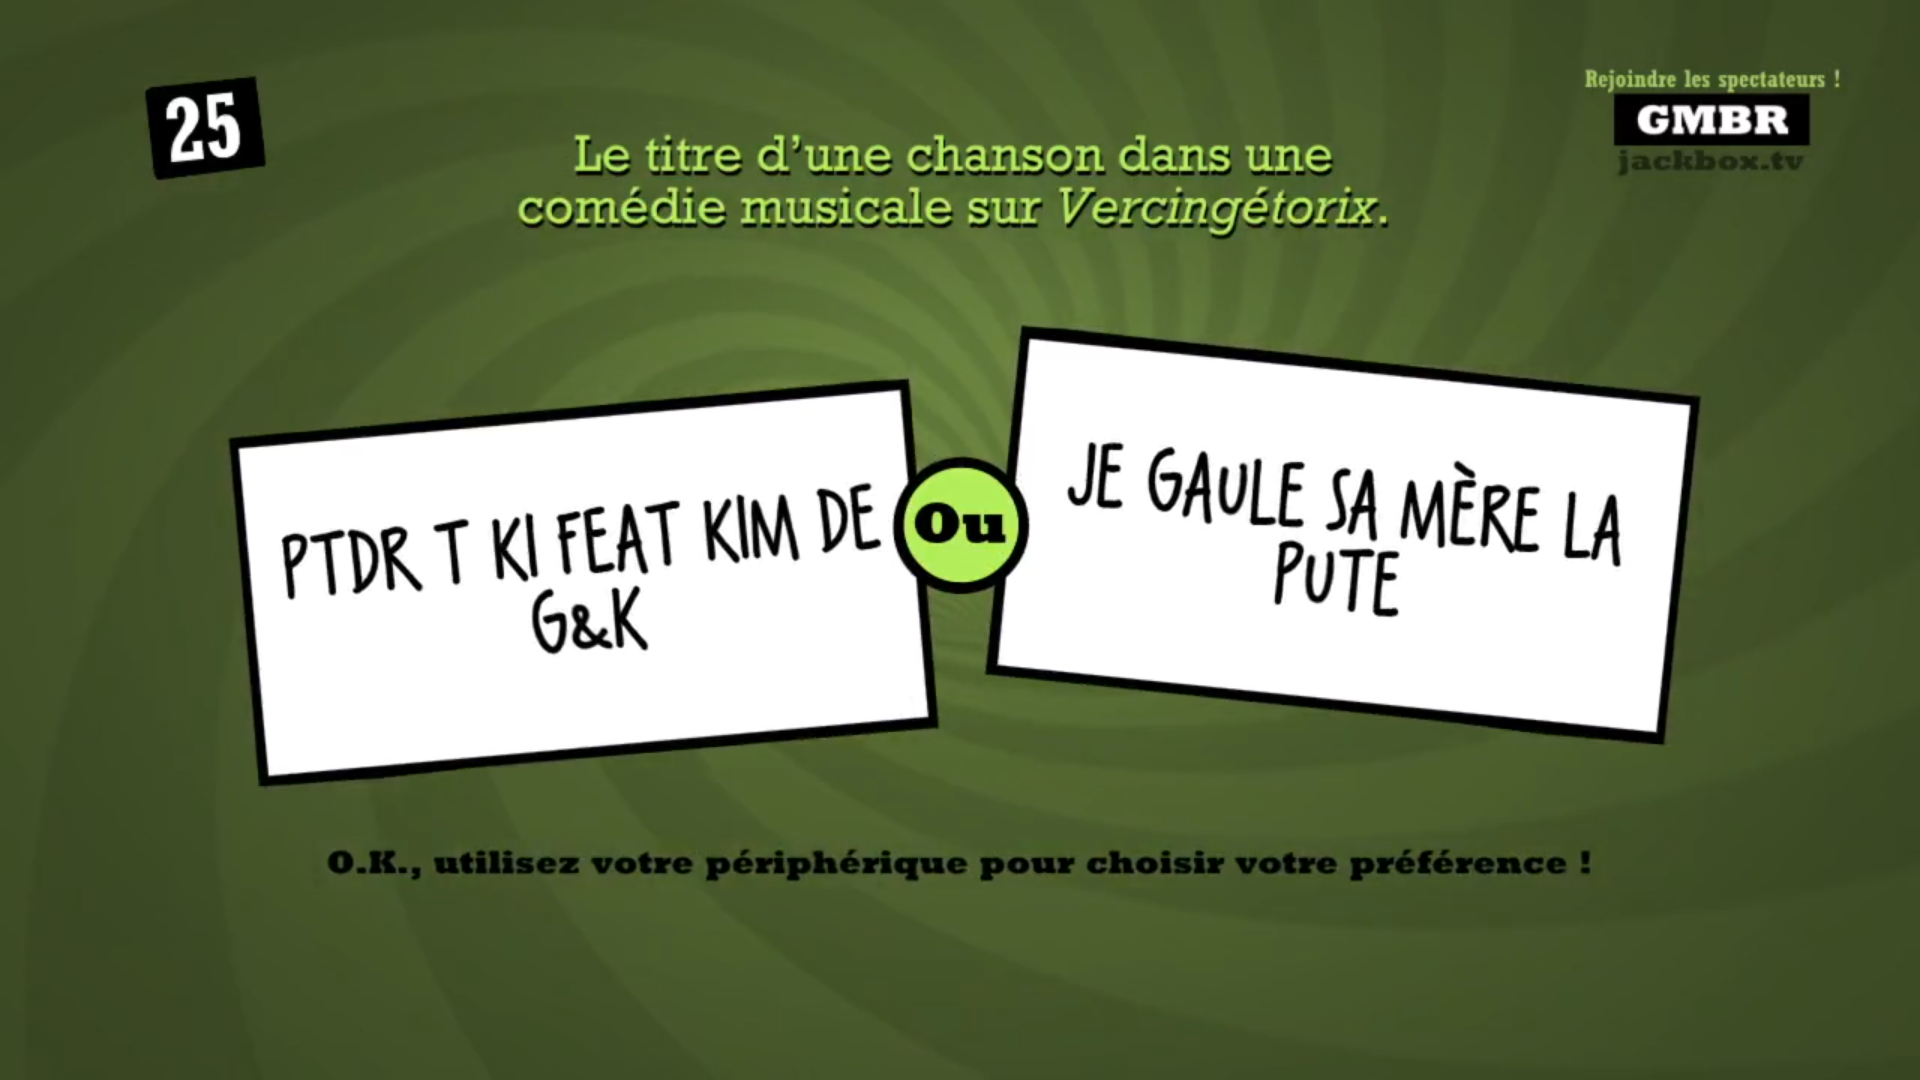 25
Rejoindre les spectateurs !
GMBR
jackbox.tv
Le titre d'une chanson dans une
comédie musicale sur Vercingétorix.
PTDR T KI FEAT KIM DE
G&K
Ou
JE GAULE SA MÈRE LA
PUTE
O.K., utilisez votre périphérique pour choisir votre préférence !